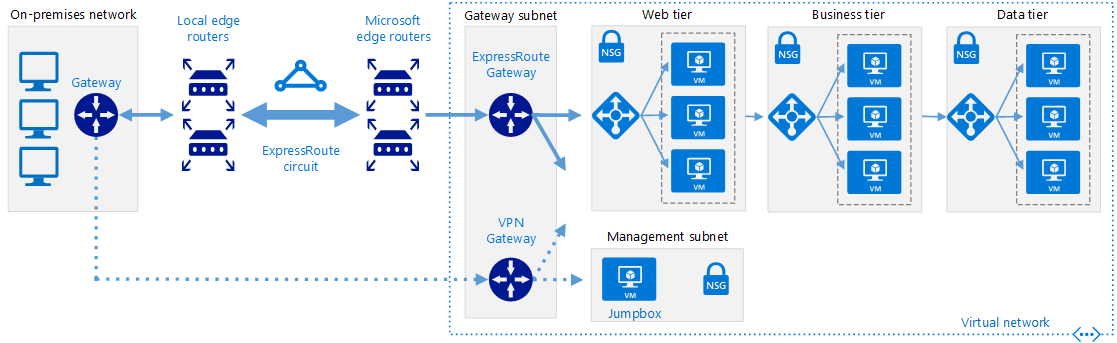 On-premises network
Gateway
Local edge
routers
ExpressRoute
circuit
Microsoft
edge routers
Gateway subnet
ExpressRoute
Gateway
VPN
Gateway
Web tier
NSG
VM
VM
VM
Business tier
NSG
VM
VM
VM
Data tier
NSG
VM
VM
VM
Management subnet
VM
NSG
Jumpbox
Virtual network